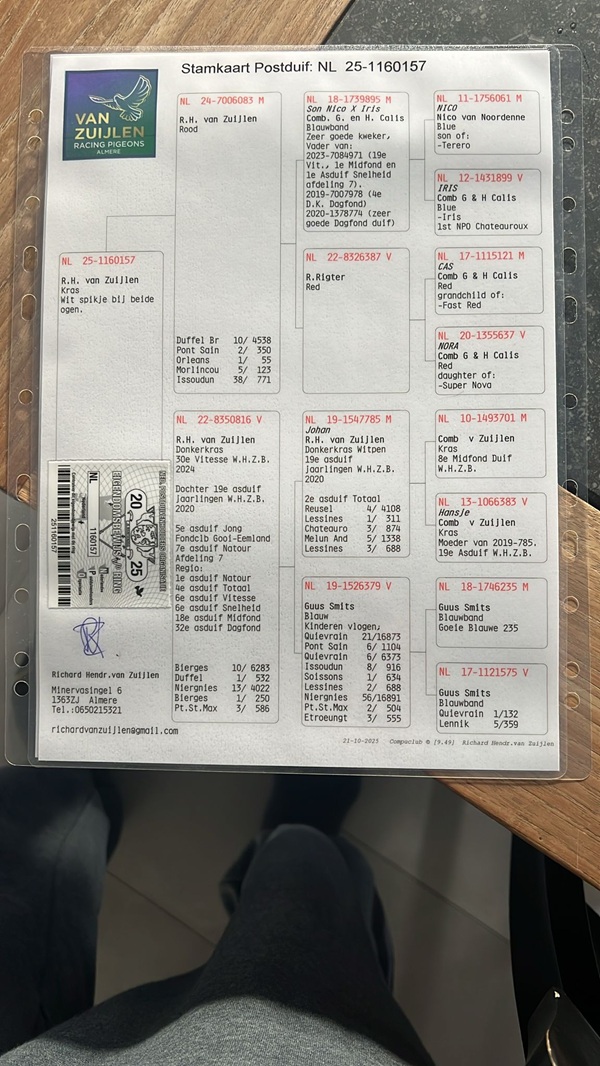 Stamkaart Postduif: NL 25-1160157
VAN
ZUIJLEN
RACING PIGEONS
ALMERE
NL 25-1160157
R.H. van Zuijlen
Kras
Wit spikje bij beide
ogen.
NL 24-7006083 M
R.H. van Zuijlen
Rood
Duffel Br 10/ 4538
Pont Sain 2/ 350
Orleans 1/ 55
Morlincou 5/ 123
Issoudun 38/ 771
NL 22-8350816 V
R.H. van Zuijlen
Donkerkras
30e Vitesse W.H.Z.B.
2024
Dochter 19e asduif
Jaarlingen W.H.Z.B.
2020
5e asduif Jong
Fondclb Gooi-Eemland
7e asduif Natour
Afdeling 7
Regio:
1e asduif Natour
4e asduif Totaal
6e asduif Vitesse
6e asduif Snelheid
18e asduif Midfond
32e asduif Dagfond
Bierges 10/ 6283
Duffel 1/ 532
Niergnies 13/ 4022
Bierges 1/ 250
Pt.St.Max 3/ 586
NL 18-1739895 M
Son Nico X Iris
Comb. G. en H. Calis
Blauwband
Zeer goede kweker,
Vader van:
2023-7084971 (19e
Vit., 1e Midfond en
1e Asduif Snelheid
afdeling 7).
2019-7007978 (4e
D.K. Dagfond)
2020-1378774 (zeer
goede Dagfond duif)
NL 22-8326387 V
R.Rigter
Red
NL 19-1547785 M
Johan
R.H. van Zuijlen
Donkerkras Witpen
19e asduif
Jaarlingen W.H.Z.B.
2020
2e asduif Totaal
Reusel 4/ 4108
Lessines 1/ 311
Chateauro 3/ 874
Melun And 5/ 1338
Lessines 3/ 688
NL 19-1526379 V
Guus Smits
Blauw
Kinderen vlogen;
Quievrain 21/16873
Pont Sain 6/ 1104
Quievrain 6/ 6373
Issoudun 8/ 916
Soissons 1/ 634
Lessines 2/ 688
Niergnies 56/16891
Pt.St.Max 2/ 504
Etroeungt 3/ 555
NL 11-1756061 M
NICO
Nico van Noordenne
Blue
son of:
-Terero
NL 12-1431899 V
IRIS
Comb G & H Calis
Blue
-Iris
1st NPO Chateauroux
NL 17-1115121 M
CAS
Comb G & H Calis
Red
grandchild of:
-Fast Red
NL 20-1355637 V
NORA
Comb G & H Calis
Red
daughter of:
-Super Nova
NL 10-1493701 M
Comb v Zuijlen
Kras
8e Midfond Duif
W.H.Z.B.
NL 13-1066383 V
Hansje
Comb v Zuijlen
Kras
Moeder van 2019-785.
19e Asduif W.H.Z.B.
NL 18-1746235 M
Guus Smits
Blauwband
Goeie Blauwe 235
NL 17-1121575 V
Guus Smits
Blauwband
Quievrain 1/132
Lennik 5/359
EIGENDOMSBEWIJS RING
20 25
NL
1160157
25 1160157
Richard Hendr.van Zuijlen
Minervasingel 6
1363ZJ Almere
Tel.:0650215321
richardvanzuijlen@gmail.com
21-10-2025 Compuclub © [9.49] Richard Hendr.van Zuijlen